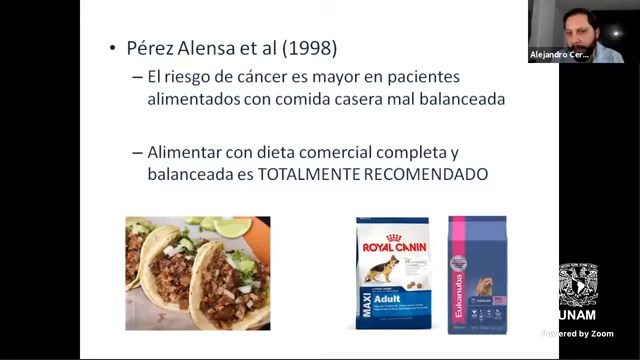 • Pérez Alensa et al (1998)
– El riesgo de cáncer es mayor en pacientes
alimentados con comida casera mal balanceada
– Alimentar con dieta comercial completa y
balanceada es TOTALMENTE RECOMENDADO
Alejandro Cer...
ROYAL CANIN
MAXI
Adult
Eukanuba
UNAM
Powered by Zoom